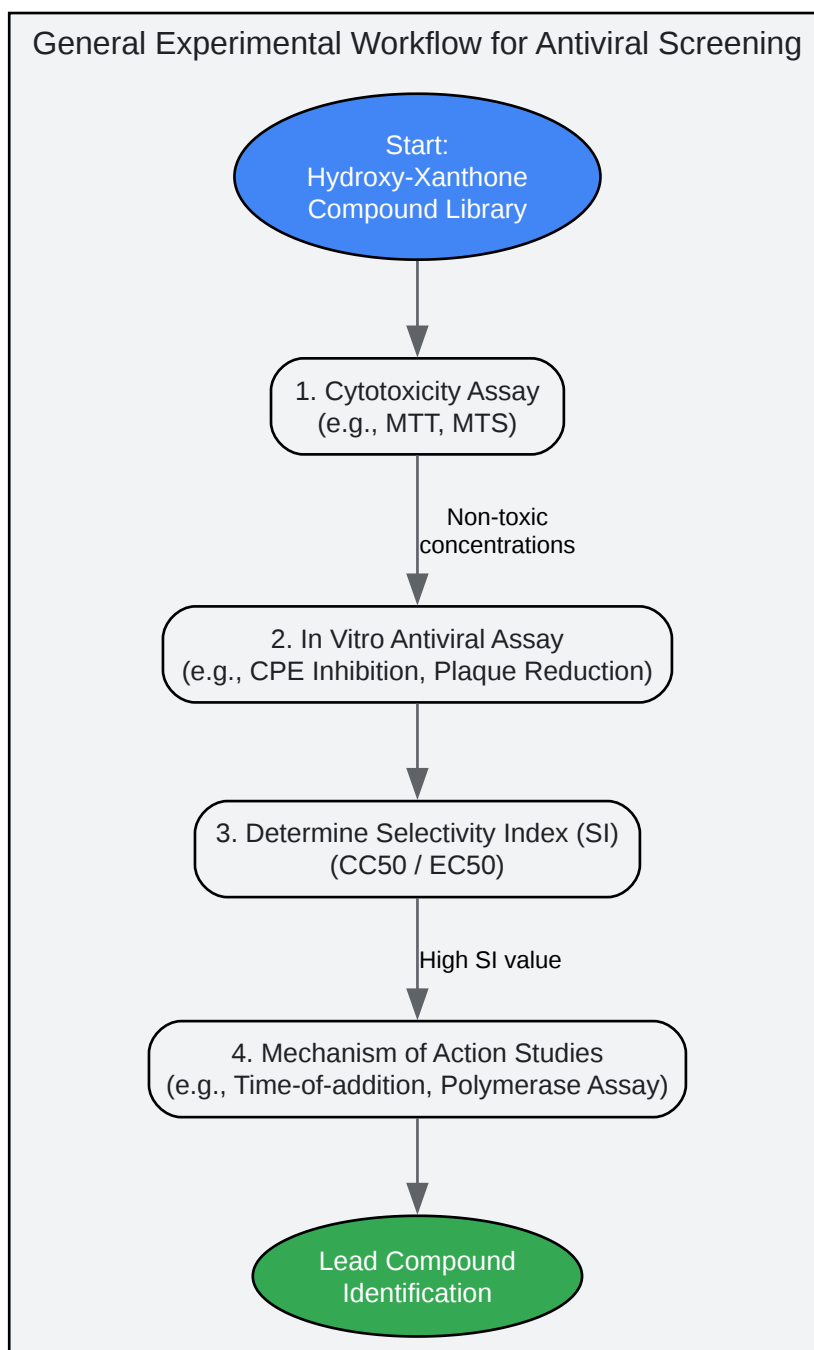 General Experimental Workflow for Antiviral Screening
Start:
Hydroxy-Xanthone
Compound Library
1. Cytotoxicity Assay
(e.g., MTT, MTS)
Non-toxic
concentrations
2. In Vitro Antiviral Assay
(e.g., CPE Inhibition, Plaque Reduction)
3. Determine Selectivity Index (SI)
(CC50 / EC50)
High SI value
4. Mechanism of Action Studies
(e.g., Time-of-addition, Polymerase Assay)
Lead Compound
Identification